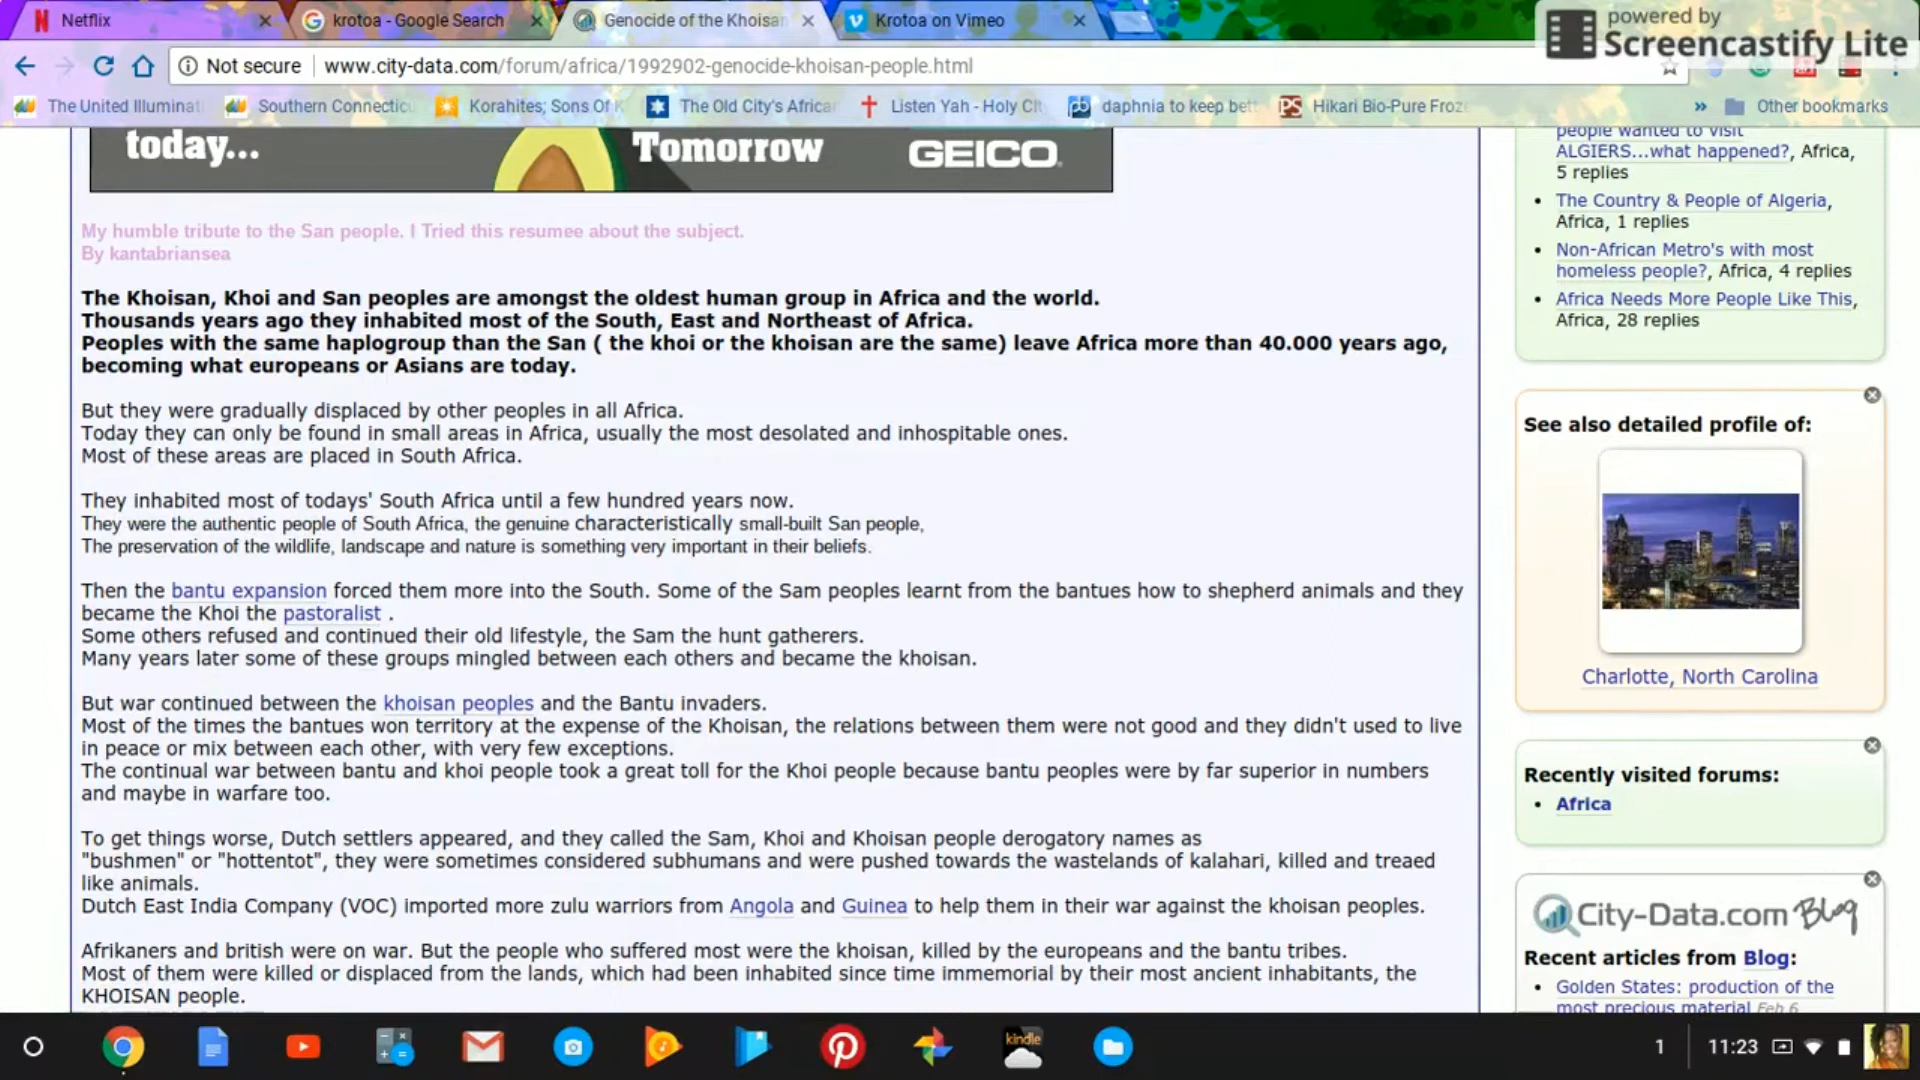 Netflix
krotoa - Google Search
Genocide of the Khoisan
Krotoa on Vimeo
powered by
Screencastify Lite
Not secure
www.city-data.com/forum/africa/1992902-genocide-khoisan-people.html
The United Illuminat
Southern Connectic
Korahites; Sons Of K
The Old City's Africa
Listen Yah - Holy Cit
daphnia to keep bett
Hikari Bio-Pure Froz
Other bookmarks
today...
Tomorrow
GEICO
My humble tribute to the San people. I Tried this resumee about the subject.
By kantabriansea
The Khoisan, Khoi and San peoples are amongst the oldest human group in Africa and the world.
Thousands years ago they inhabited most of the South, East and Northeast of Africa.
Peoples with the same haplogroup than the San ( the khoi or the khoisan are the same) leave Africa more than 40.000 years ago,
becoming what europeans or Asians are today.
But they were gradually displaced by other peoples in all Africa.
Today they can only be found in small areas in Africa, usually the most desolated and inhospitable ones.
Most of these areas are placed in South Africa.
They inhabited most of todays' South Africa until a few hundred years now.
They were the authentic people of South Africa, the genuine characteristically small-built San people,
The preservation of the wildlife, landscape and nature is something very important in their beliefs.
Then the bantu expansion forced them more into the South. Some of the Sam peoples learnt from the bantues how to shepherd animals and they
became the Khoi the pastoralist .
Some others refused and continued their old lifestyle, the Sam the hunt gatherers.
Many years later some of these groups mingled between each others and became the khoisan.
But war continued between the khoisan peoples and the Bantu invaders.
Most of the times the bantues won territory at the expense of the Khoisan, the relations between them were not good and they didn't used to live
in peace or mix between each other, with very few exceptions.
The continual war between bantu and khoi people took a great toll for the Khoi people because bantu peoples were by far superior in numbers
and maybe in warfare too.
To get things worse, Dutch settlers appeared, and they called the Sam, Khoi and Khoisan people derogatory names as
"bushmen" or "hottentot", they were sometimes considered subhumans and were pushed towards the wastelands of kalahari, killed and treaed
like animals.
Dutch East India Company (VOC) imported more zulu warriors from Angola and Guinea to help them in their war against the khoisan peoples.
Afrikaners and british were on war. But the people who suffered most were the khoisan, killed by the europeans and the bantu tribes.
Most of them were killed or displaced from the lands, which had been inhabited since time immemorial by their most ancient inhabitants, the
KHOISAN people.
people wanted to visit
ALGIERS...what happened?, Africa,
5 replies
The Country & People of Algeria,
Africa, 1 replies
Non-African Metro's with most
homeless people?, Africa, 4 replies
Africa Needs More People Like This,
Africa, 28 replies
See also detailed profile of:
Charlotte, North Carolina
Recently visited forums:
Africa
City-Data.com Blog
Recent articles from Blog:
Golden States: production of the
most precious material Feb 6
kindle
1
11:23